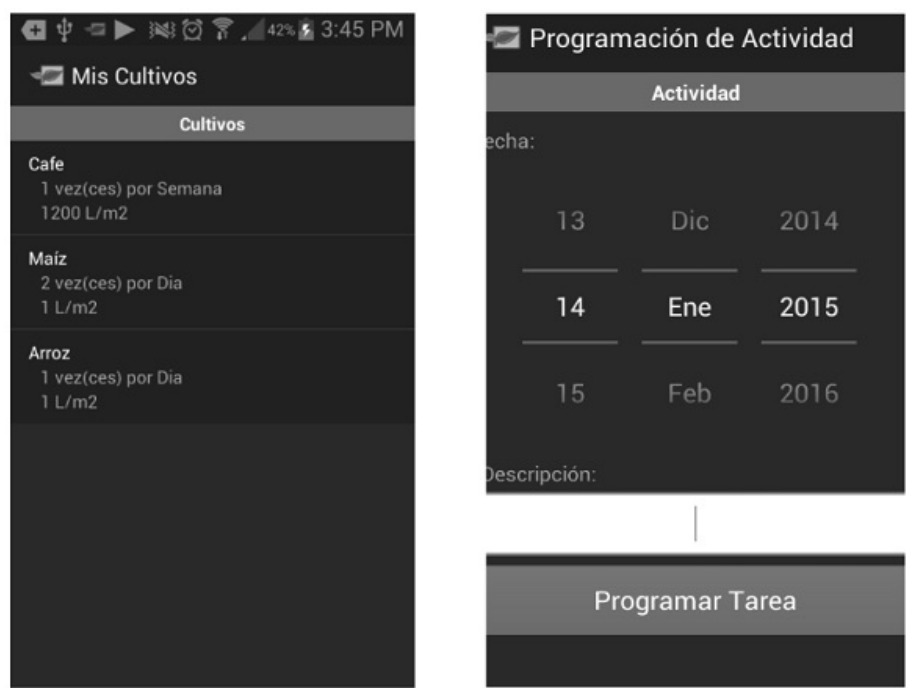 42% 3:45 PM
Mis Cultivos
Cultivos
Cafe
1 vez(ces) por Semana
1200 L/m2
Maíz
2 vez(ces) por Dia
1 L/m2
Arroz
1 vez(ces) por Dia
1 L/m2
Programación de Actividad
Actividad
echa:
13 Dic 2014
14 Ene 2015
15 Feb 2016
Descripción:
Programar Tarea